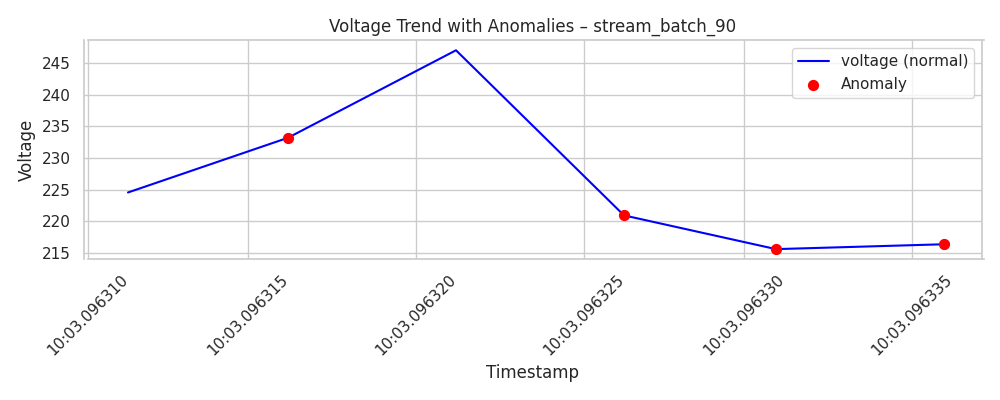 Voltage Trend with Anomalies – stream_batch_90
voltage (normal)
Anomaly
Voltage
245
240
235
230
225
220
215
10:03.096310
10:03.096315
10:03.096320
10:03.096325
10:03.096330
10:03.096335
Timestamp